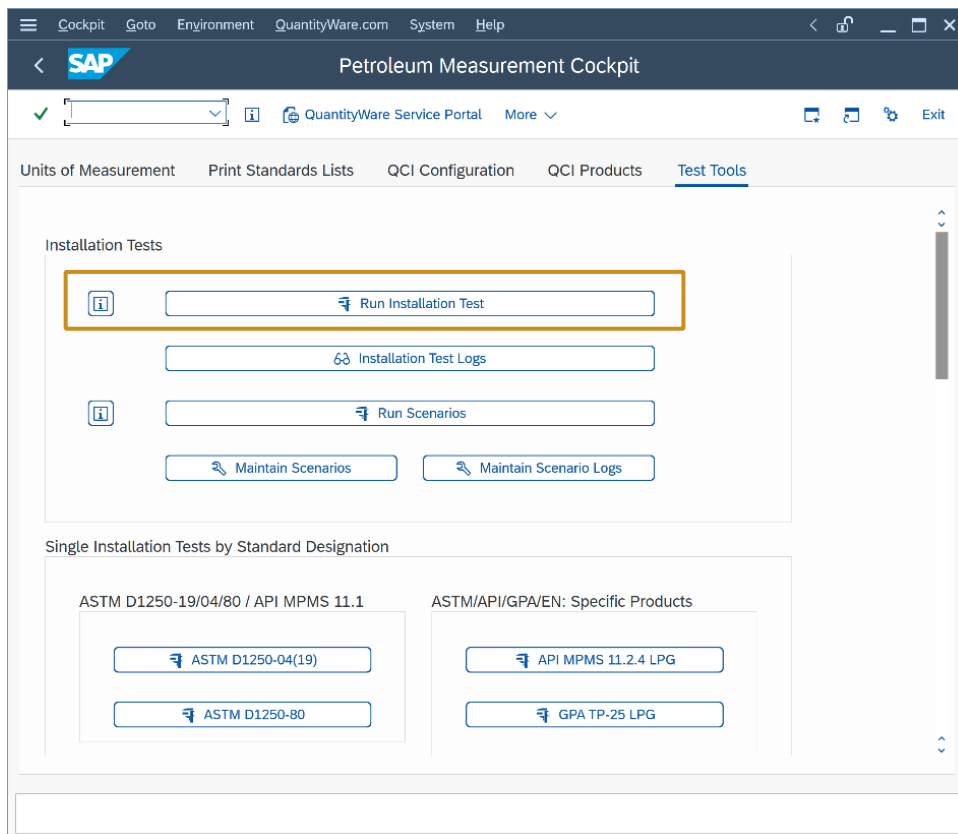 Cockpit Goto Environment QuantityWare.com System Help
SAP Petroleum Measurement Cockpit
QuantityWare Service Portal More Exit
Units of Measurement Print Standards Lists QCI Configuration QCI Products Test Tools
Installation Tests
Run Installation Test
Installation Test Logs
Run Scenarios
Maintain Scenarios Maintain Scenario Logs
Single Installation Tests by Standard Designation
ASTM D1250-19/04/80 / API MPMS 11.1 ASTM/API/GPA/EN: Specific Products
ASTM D1250-04(19) API MPMS 11.2.4 LPG
ASTM D1250-80 GPA TP-25 LPG